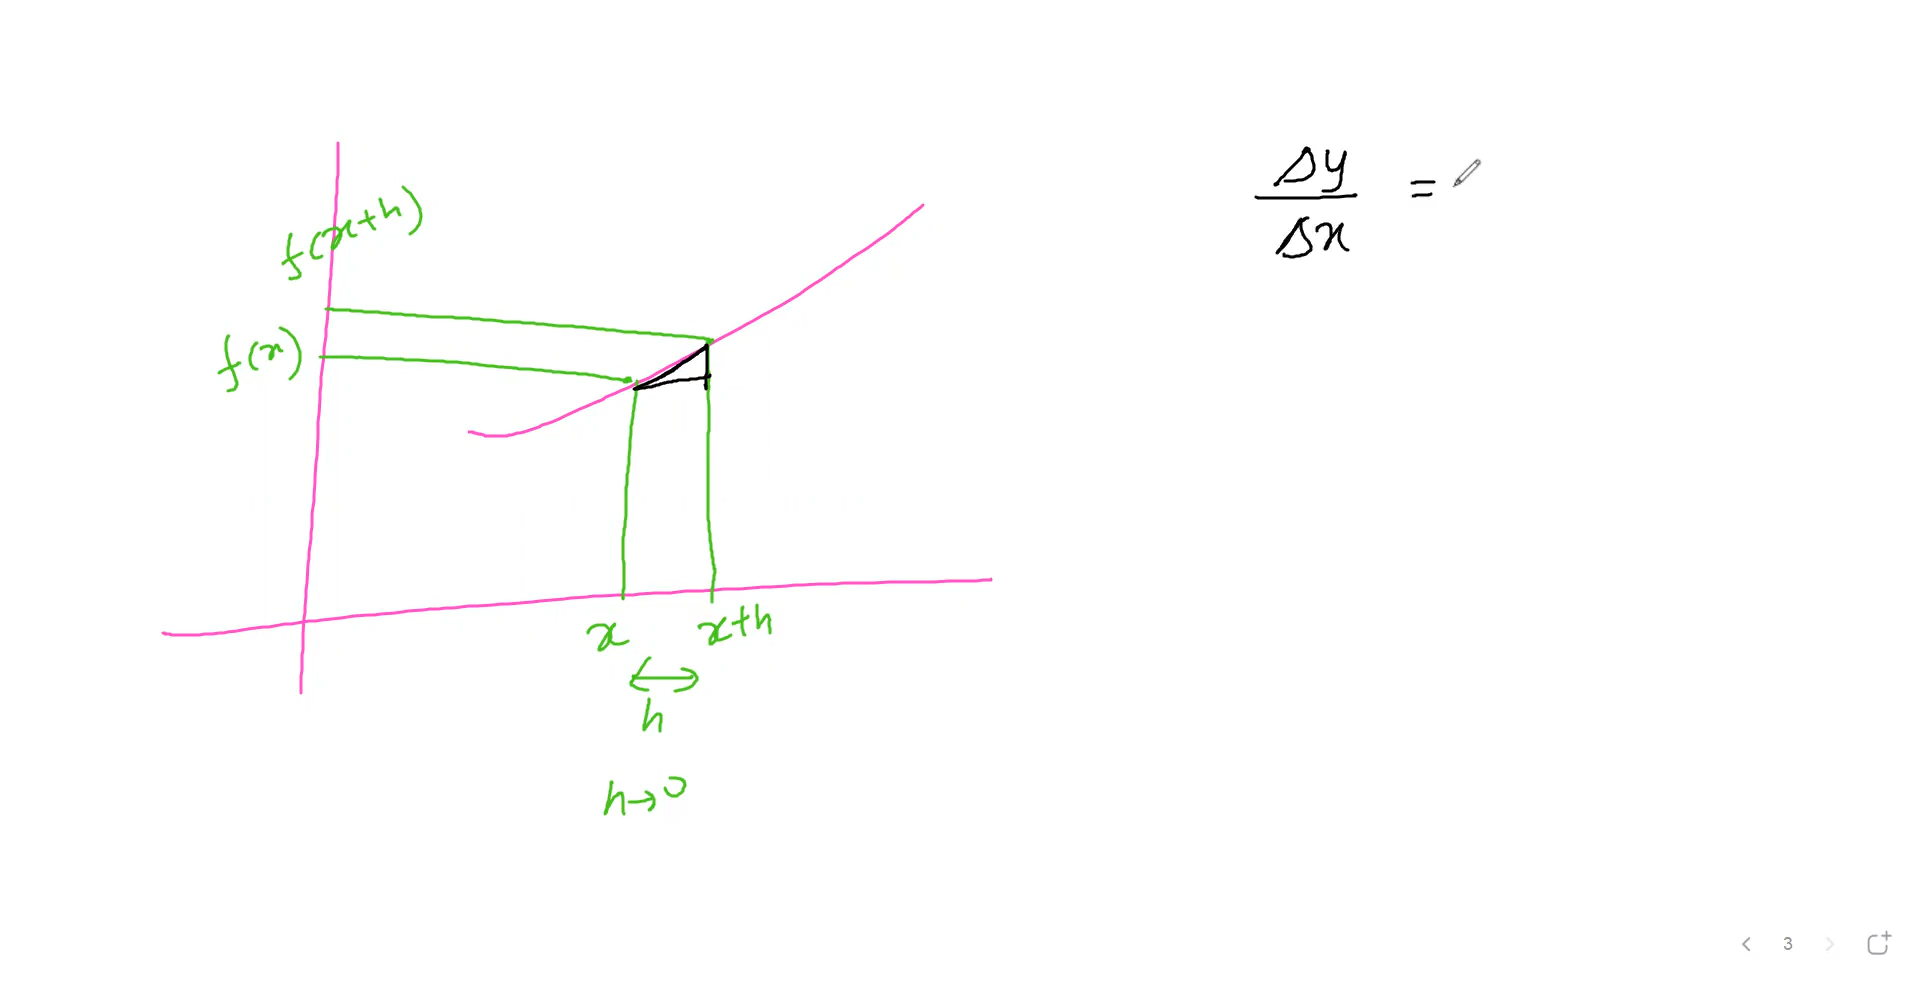 Δy
Δx
=
f(x+h)
f(x)
x
x+h
h
h→0
3